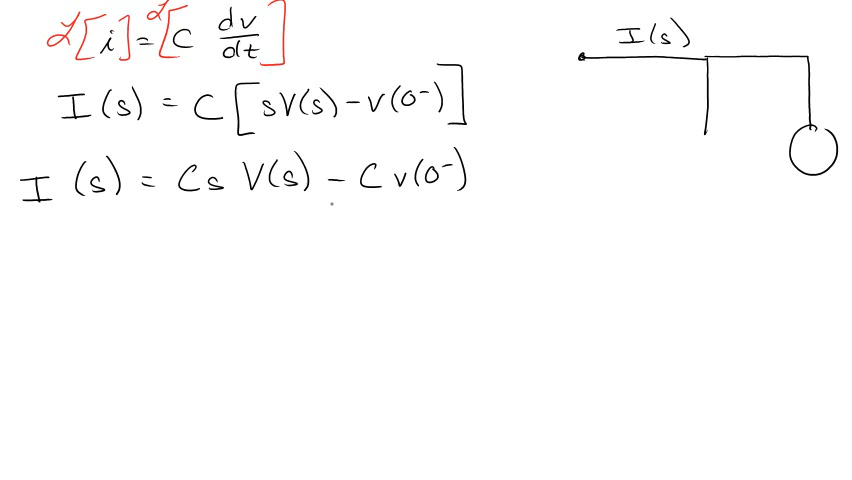 ℒ[i] = ℒ[C dv/dt]
I(s)
I(s) = C[sV(s) - v(0⁻)]
I(s) = Cs V(s) - C v(0⁻)